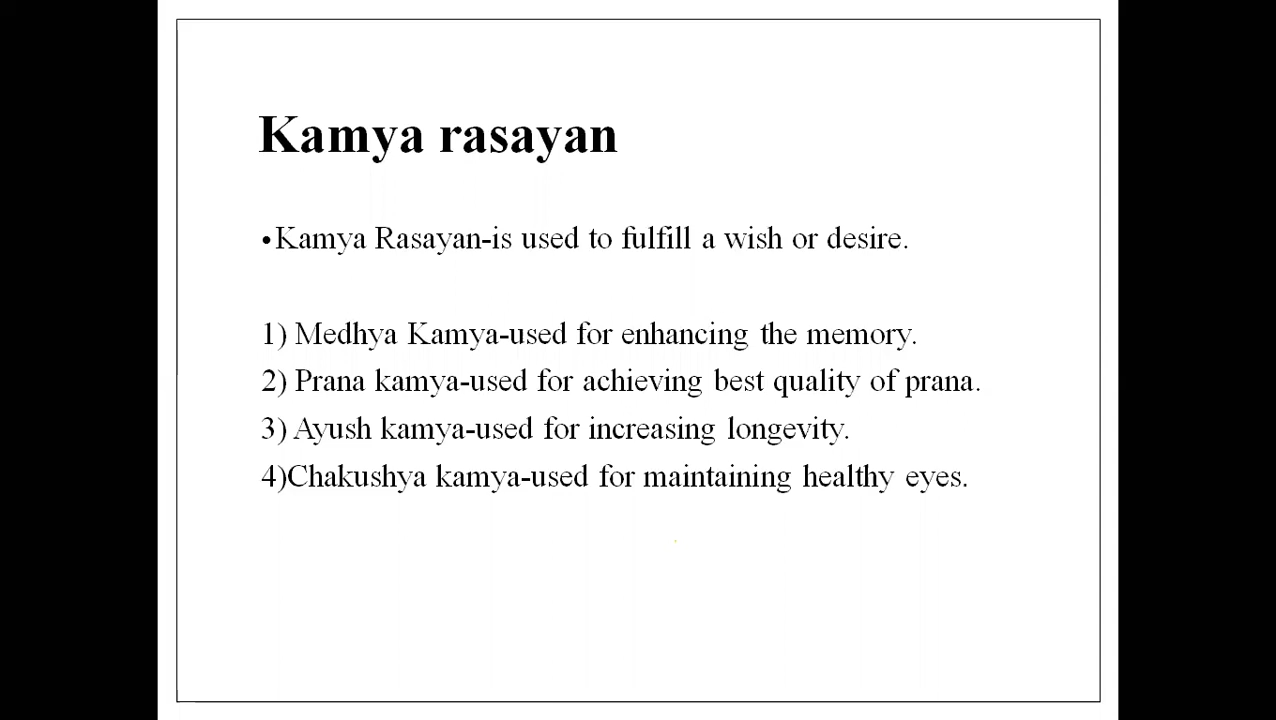 Kamya rasayan
•Kamya Rasayan-is used to fulfill a wish or desire.
1) Medhya Kamya-used for enhancing the memory.
2) Prana kamya-used for achieving best quality of prana.
3) Ayush kamya-used for increasing longevity.
4)Chakushya kamya-used for maintaining healthy eyes.